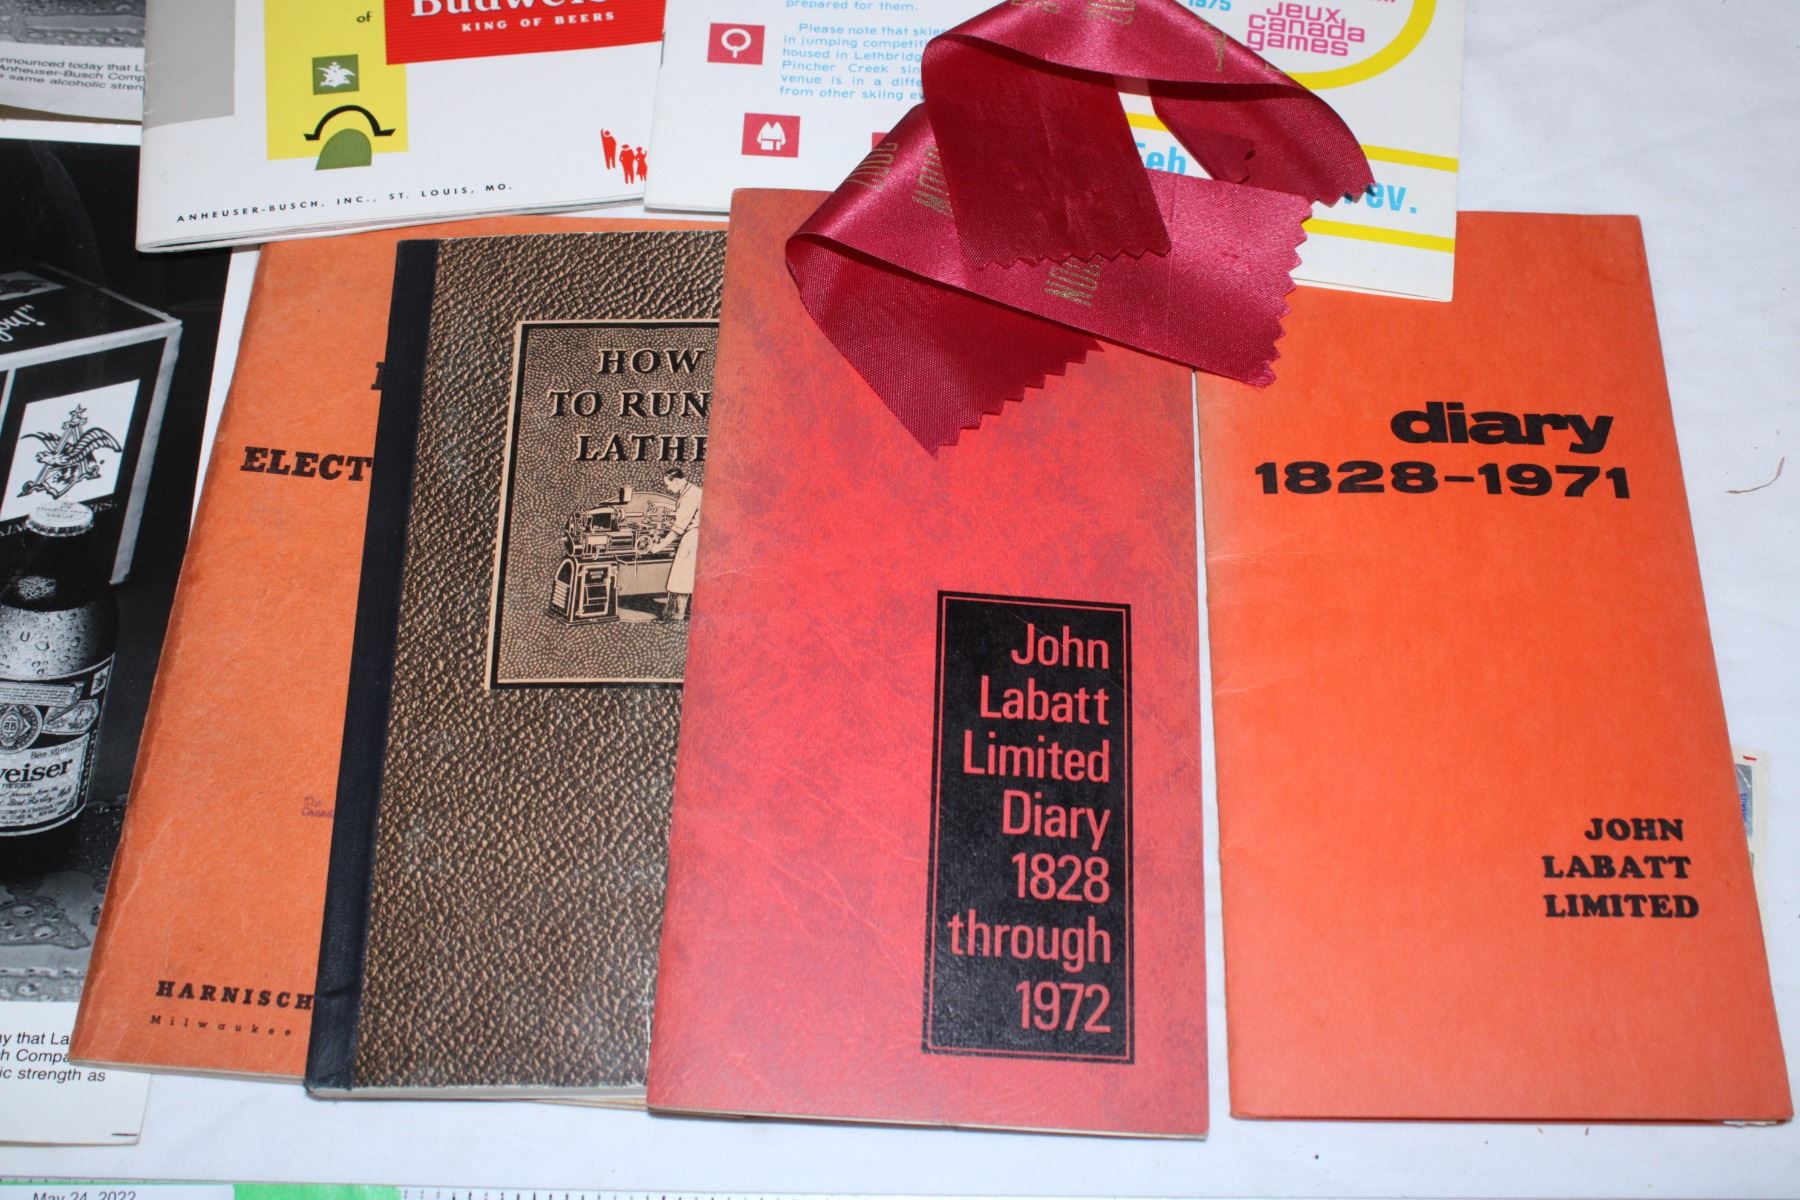 nnounced today that L
Anheuser-Busch Comp
same alcoholic stren
of
Budweis
KING OF BEERS
ANHEUSER-BUSCH, INC., ST. LOUIS, MO.
prepared for them.
Please note that skie
in jumping competit
housed in Lethbridg
Pincher Creek sin
venue is in a diffe
from other skiing ev
1975
jeux
canada
games
Feb
ev.
ELECT
HARNISCH
Milwaukee
HOW
TO RUN
LATHE
John
Labatt
Limited
Diary
1828
through
1972
diary
1828-1971
JOHN
LABATT
LIMITED
weiser
ay that La
h Compa
ic strength as
May 24, 2022